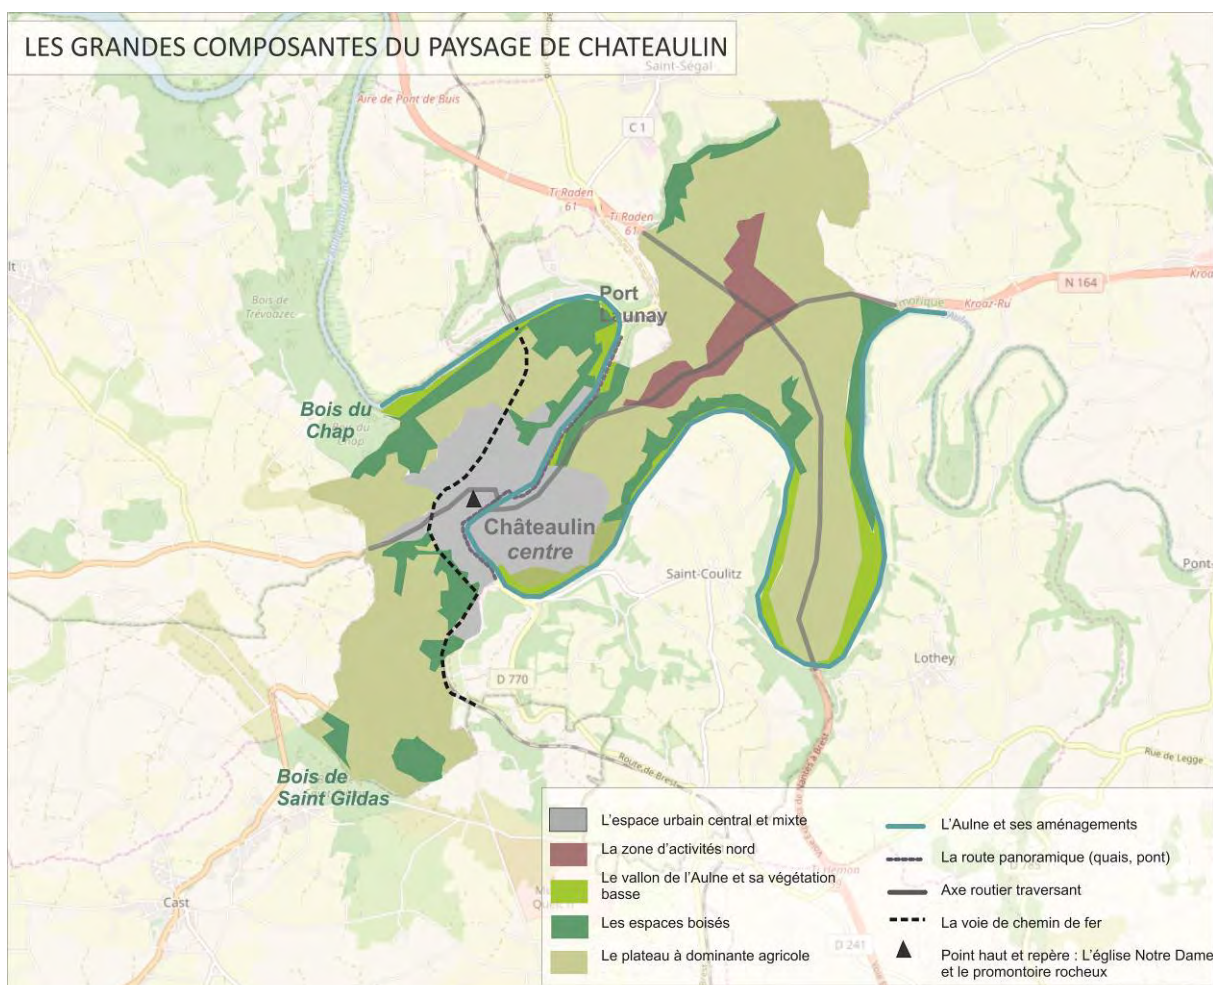 LES GRANDES COMPOSANTES DU PAYSAGE DE CHATEAULIN
Saint-Ségal
Aire de Pont de Buis
C 1
Ti Raden
61
Ti Raden
61
N 164
Kroaz-Ru
Bois de
Trévoazec
Port
Launay
Bois du
Chap
Châteaulin
centre
Saint-Coulitz
Pont-
Lothey
D 770
Route de Brest
Rue de Legge
Bois de
Saint Gildas
Cast
D 241
L'espace urbain central et mixte
La zone d'activités nord
Le vallon de l'Aulne et sa végétation
basse
Les espaces boisés
Le plateau à dominante agricole
L'Aulne et ses aménagements
La route panoramique (quais, pont)
Axe routier traversant
La voie de chemin de fer
Point haut et repère : L'église Notre Dame
et le promontoire rocheux